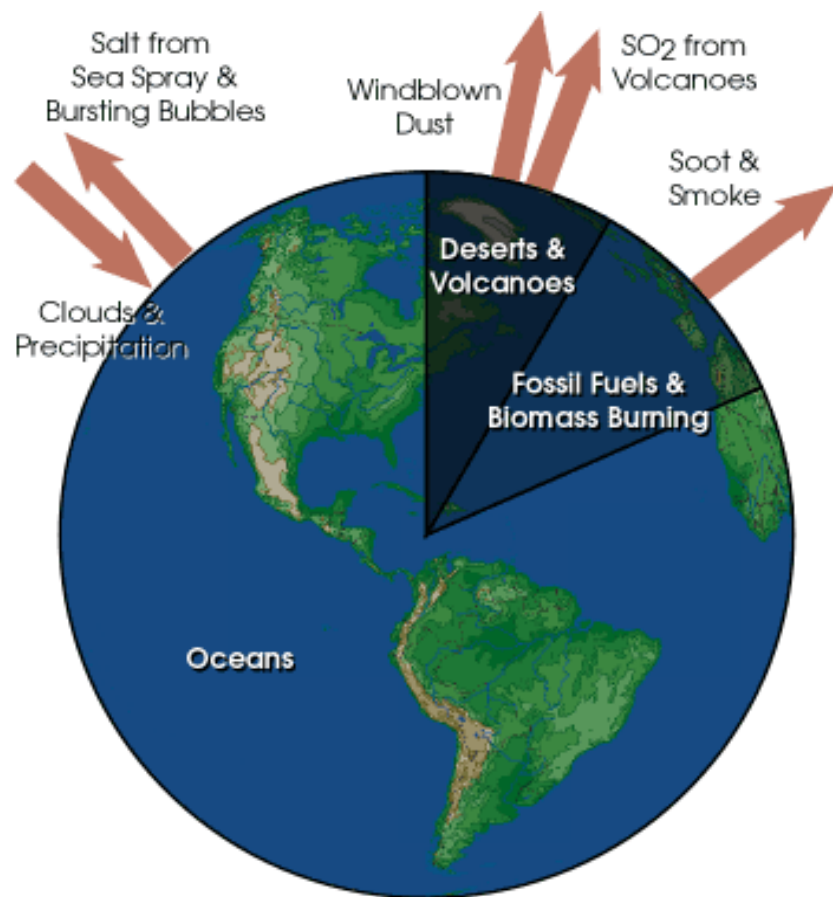 Salt from
Sea Spray &
Bursting Bubbles
Windblown
Dust
SO2 from
Volcanoes
Soot &
Smoke
Clouds &
Precipitation
Deserts &
Volcanoes
Fossil Fuels &
Biomass Burning
Oceans